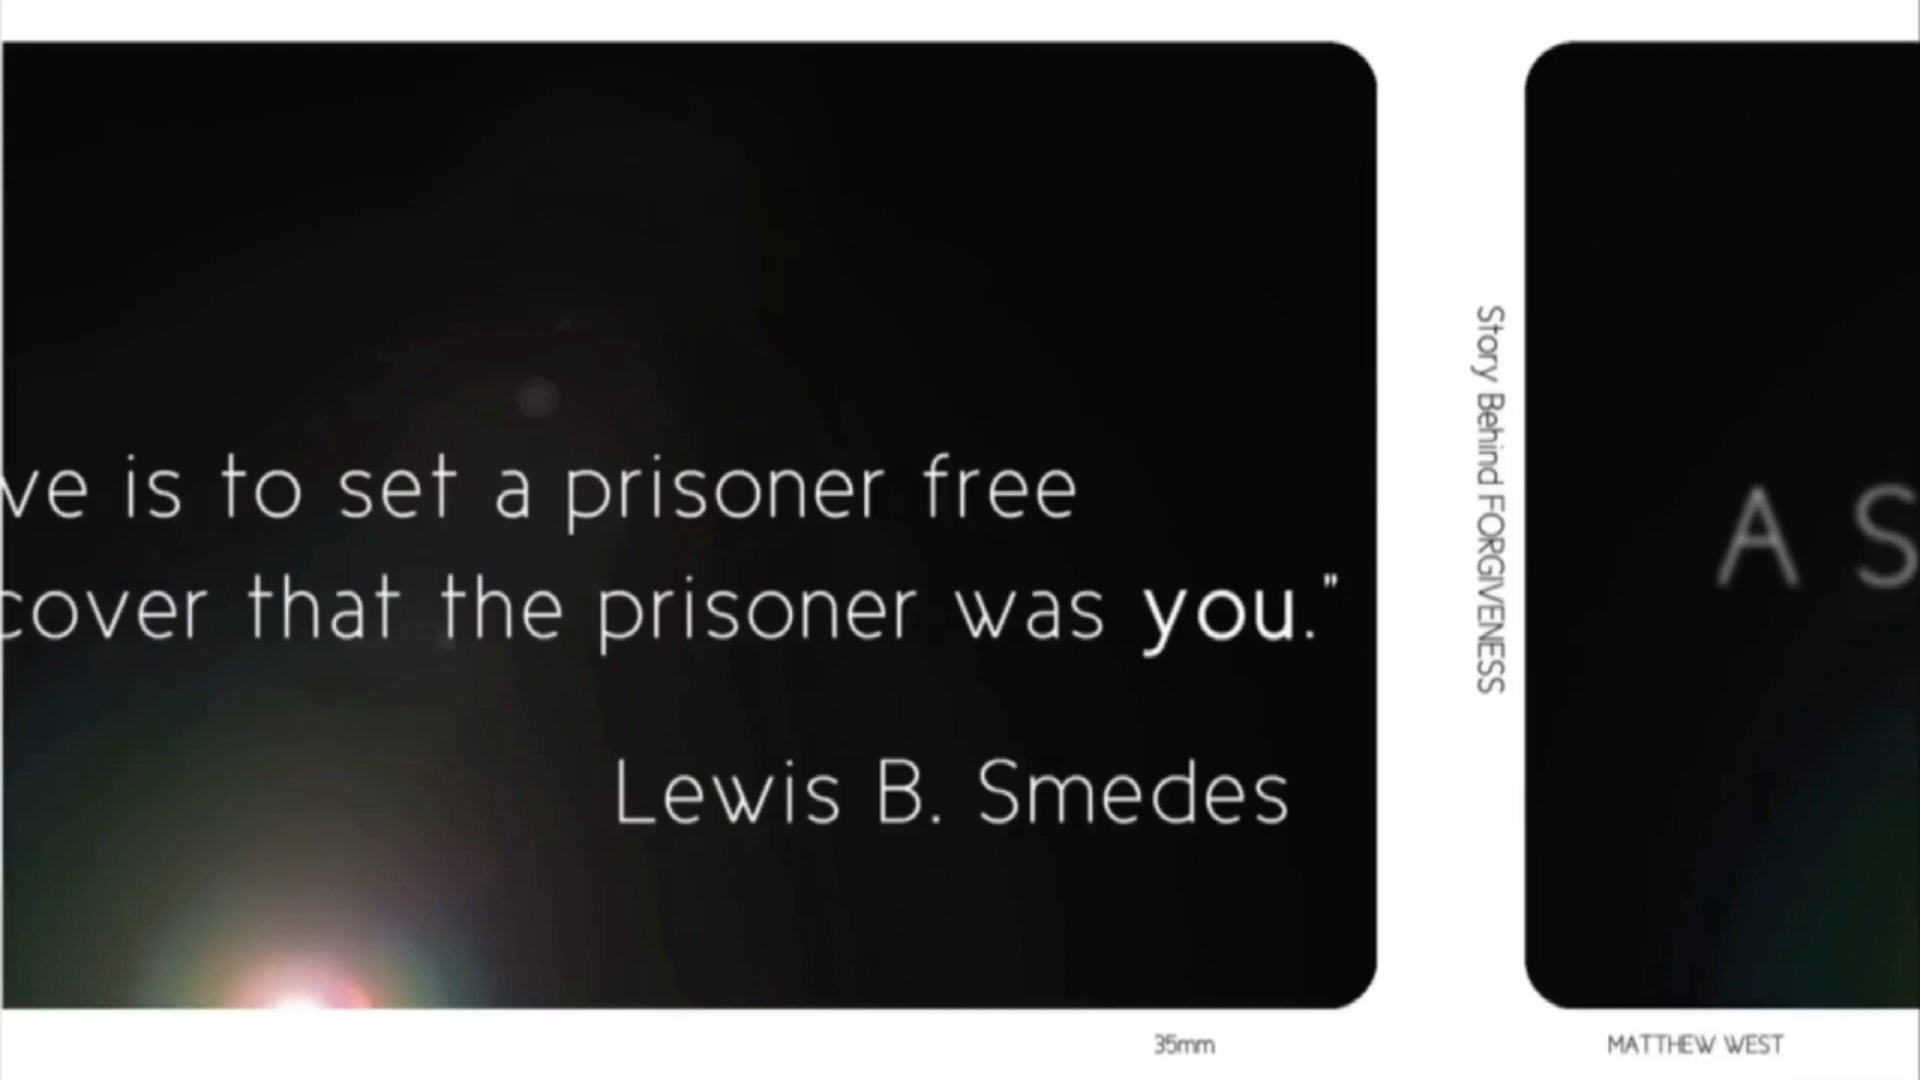 ve is to set a prisoner free
cover that the prisoner was you."
Lewis B. Smedes
Story Behind FORGIVENESS
A S
35mm
MATTHEW WEST